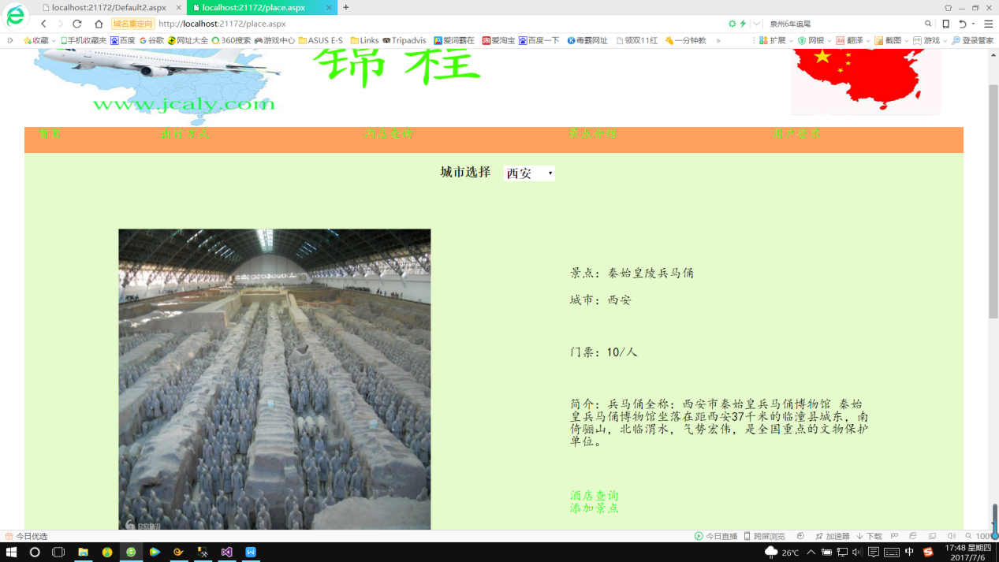 localhost:21172/Default2.aspx
localhost:21172/place.aspx
域名重定向 http://localhost:21172/place.aspx
泉州6车追尾
收藏 手机收藏夹 百度 谷歌 网址大全 360搜索 游戏中心 ASUS E-S Links Tripadvis 爱词霸在 爱淘宝 百度一下 毒霸网址 领双11红 一分钟教 » 扩展 网银 翻译 截图 游戏 登录管家
锦程
www.jcaly.com
首页 出行方式 酒店查询 景点介绍 用户登录
城市选择 西安
景点：秦始皇陵兵马俑
城市：西安
门票：10/人
简介：兵马俑全称：西安市秦始皇兵马俑博物馆 秦始
皇兵马俑博物馆坐落在距西安37千米的临潼县城东，南
倚骊山，北临渭水，气势宏伟，是全国重点的文物保护
单位。
酒店查询
添加景点
今日优选 今日直播 跨屏浏览 加速器 下载 100%
26℃ 中 17:48 星期四
2017/7/6